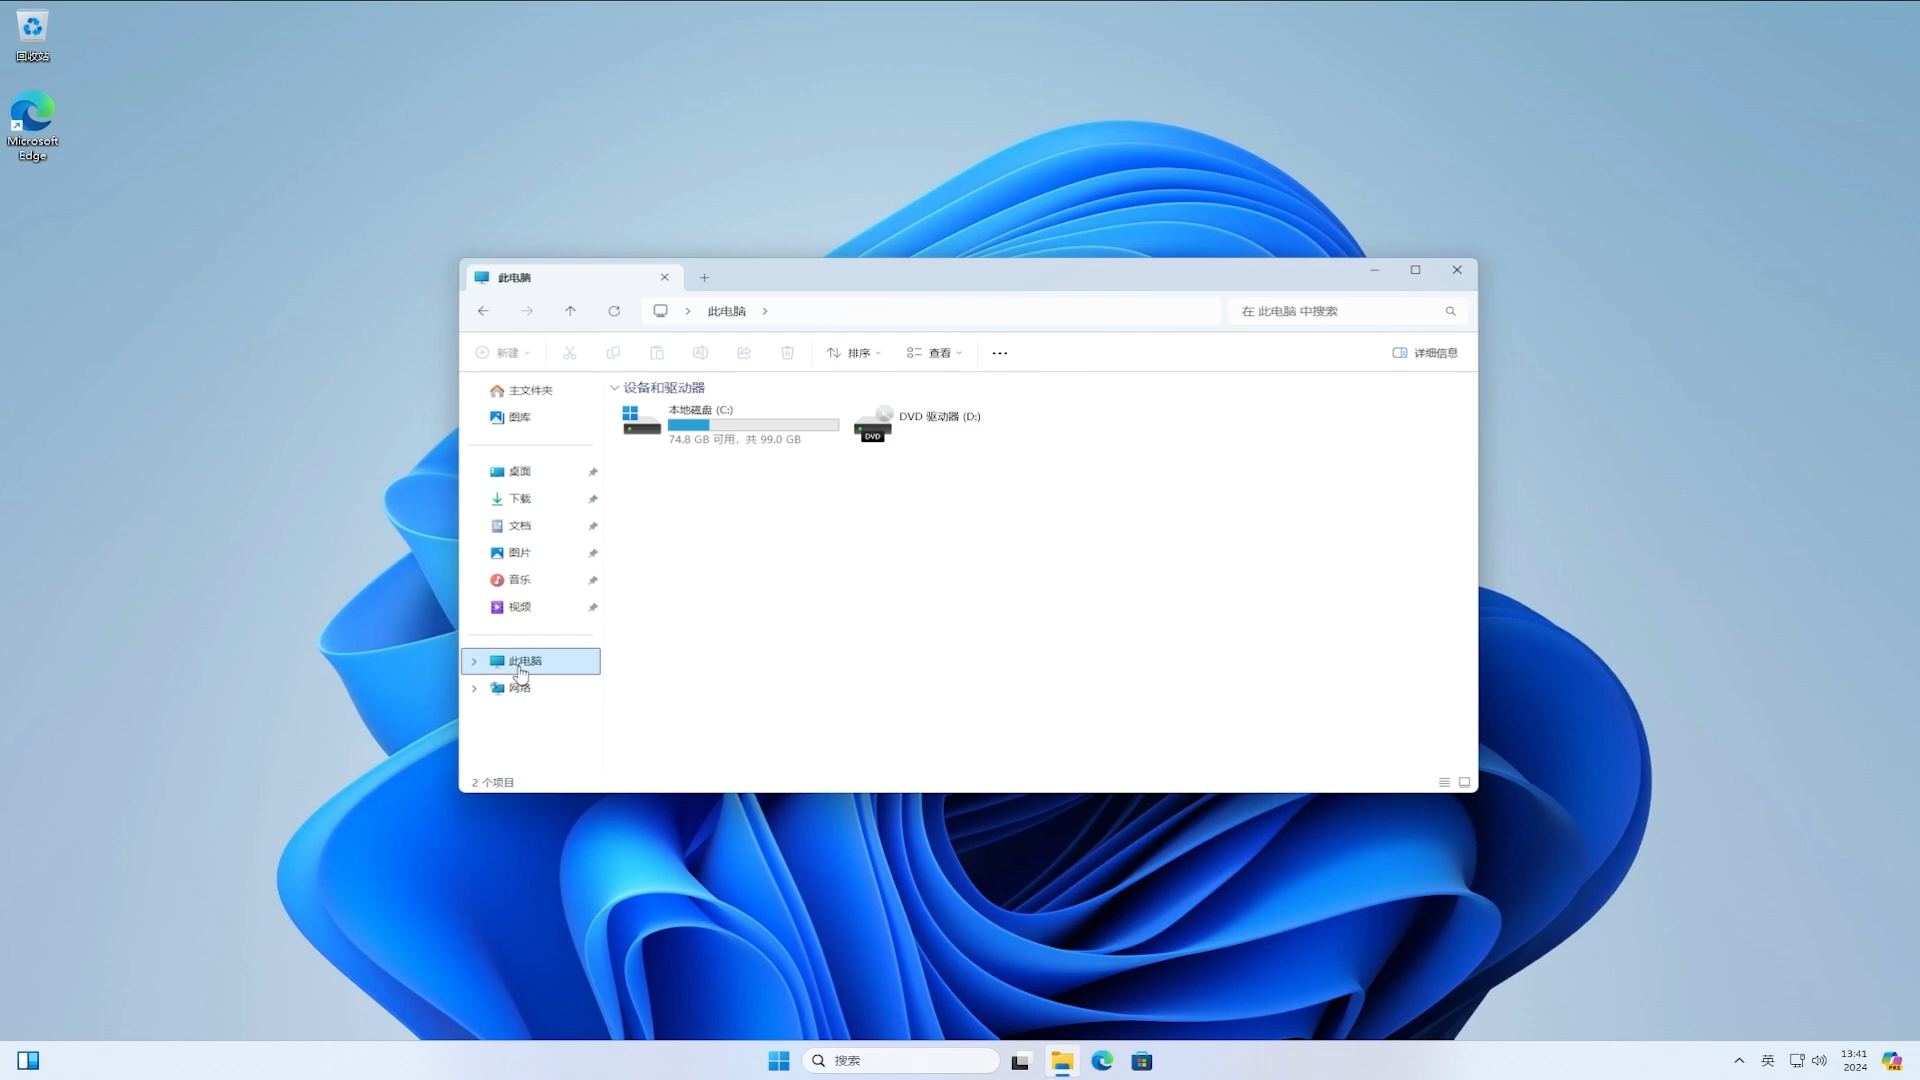 回收站
Microsoft
Edge
此电脑
此电脑
在 此电脑 中搜索
新建
排序
查看
详细信息
主文件夹
图库
桌面
下载
文档
图片
音乐
视频
此电脑
网络
设备和驱动器
本地磁盘 (C:)
74.8 GB 可用，共 99.0 GB
DVD 驱动器 (D:)
DVD
2 个项目
搜索
英
13:41
2024
PRE